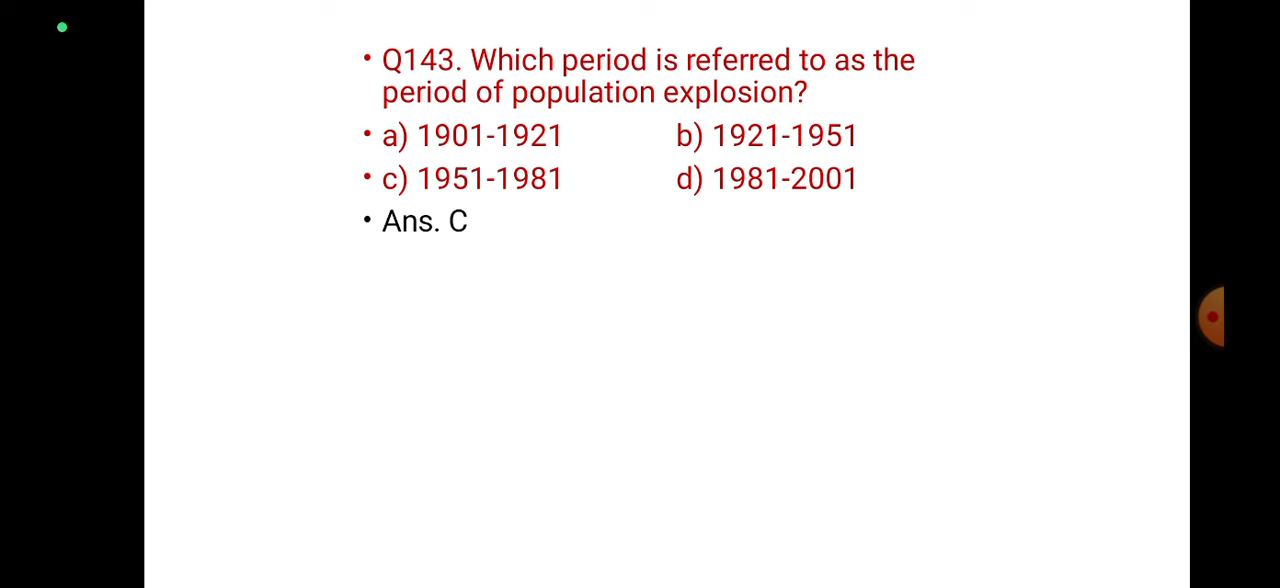 • Q143. Which period is referred to as the
period of population explosion?
• a) 1901-1921 b) 1921-1951
• c) 1951-1981 d) 1981-2001
• Ans. C